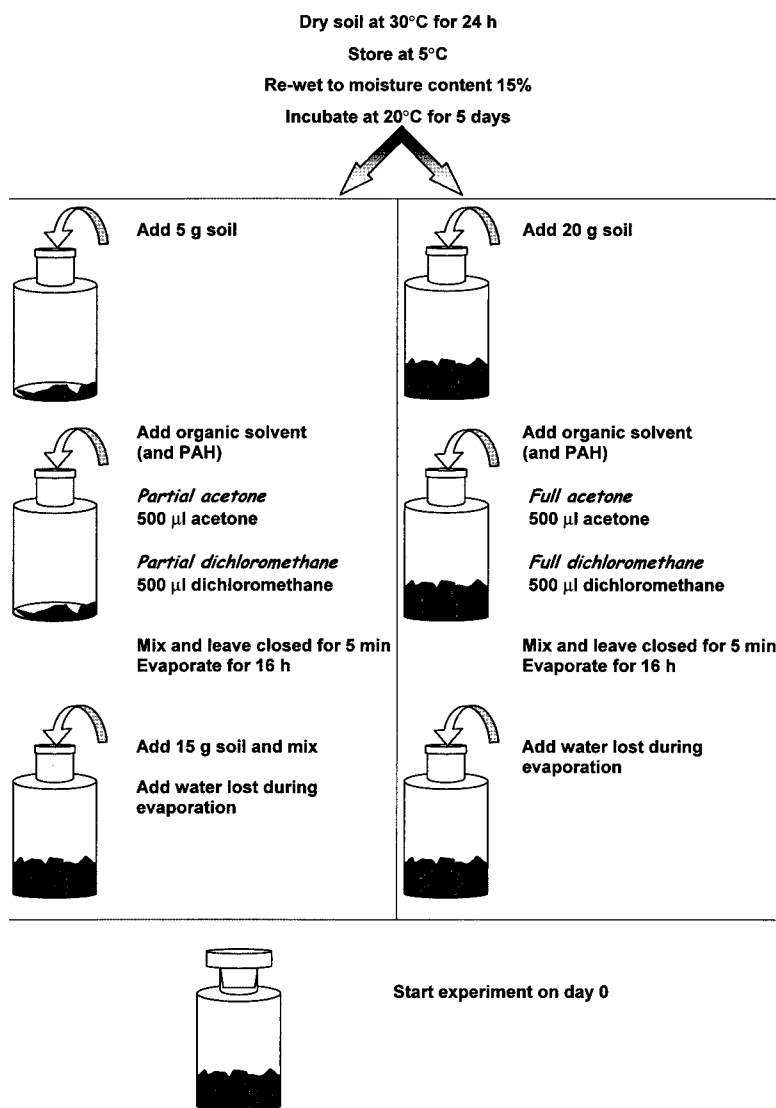 Dry soil at 30°C for 24 h
Store at 5°C
Re-wet to moisture content 15%
Incubate at 20°C for 5 days
Add 5 g soil
Add organic solvent
(and PAH)
Partial acetone
500 µl acetone
Partial dichloromethane
500 µl dichloromethane
Mix and leave closed for 5 min
Evaporate for 16 h
Add 15 g soil and mix
Add water lost during
evaporation
Add 20 g soil
Add organic solvent
(and PAH)
Full acetone
500 µl acetone
Full dichloromethane
500 µl dichloromethane
Mix and leave closed for 5 min
Evaporate for 16 h
Add water lost during
evaporation
Start experiment on day 0